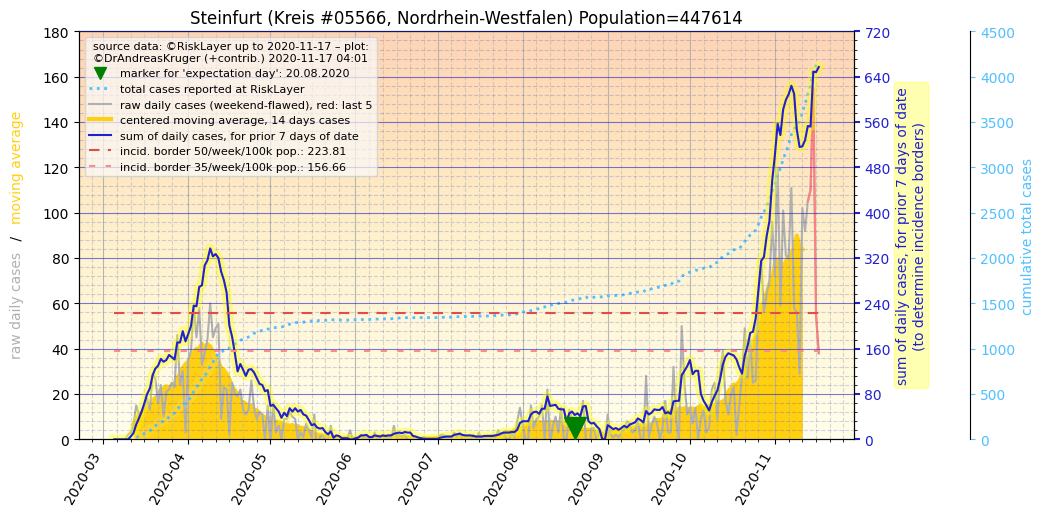 Steinfurt (Kreis #05566, Nordrhein-Westfalen) Population=447614
source data: ©RiskLayer up to 2020-11-17 – plot:
©DrAndreasKruger (+contrib.) 2020-11-17 04:01
marker for 'expectation day': 20.08.2020
total cases reported at RiskLayer
raw daily cases (weekend-flawed), red: last 5
centered moving average, 14 days cases
sum of daily cases, for prior 7 days of date
incid. border 50/week/100k pop.: 223.81
incid. border 35/week/100k pop.: 156.66
raw daily cases / moving average
180
160
140
120
100
80
60
40
20
0
2020-03
2020-04
2020-05
2020-06
2020-07
2020-08
2020-09
2020-10
2020-11
720
640
560
480
400
320
240
160
80
0
sum of daily cases, for prior 7 days of date
(to determine incidence borders)
4500
4000
3500
3000
2500
2000
1500
1000
500
0
cumulative total cases